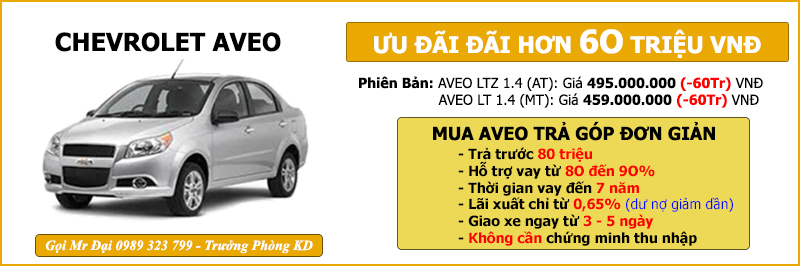 CHEVROLET AVEO
ƯU ĐÃI ĐÃI HƠN 60 TRIỆU VNĐ
Phiên Bản: AVEO LTZ 1.4 (AT): Giá 495.000.000 (-60Tr) VNĐ
AVEO LT 1.4 (MT): Giá 459.000.000 (-60Tr) VNĐ
MUA AVEO TRẢ GÓP ĐƠN GIẢN
- Trả trước 80 triệu
- Hỗ trợ vay từ 80 đến 90%
- Thời gian vay đến 7 năm
- Lãi xuất chỉ từ 0,65% (dư nợ giảm dần)
- Giao xe ngay từ 3 - 5 ngày
- Không cần chứng minh thu nhập
Gọi Mr Đại 0989 323 799 - Trưởng Phòng KD